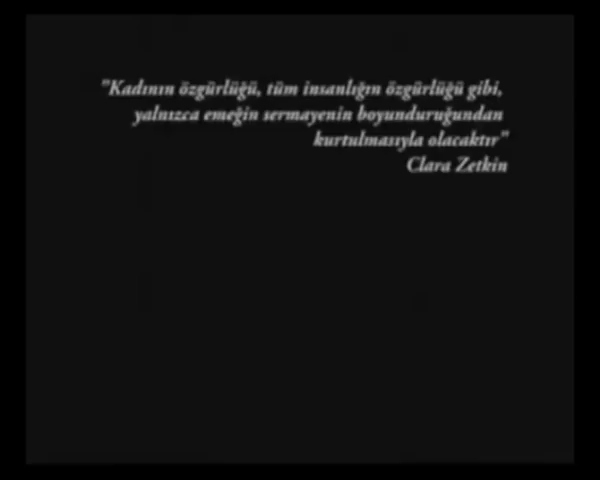 "Kadının özgürlüğü, tüm insanlığın özgürlüğü gibi,
yalnızca emeğin sermayenin boyunduruğundan
kurtulmasıyla olacaktır"
Clara Zetkin